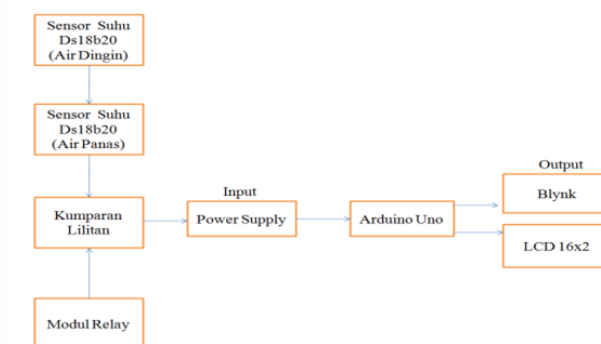 Sensor Suhu
Ds18b20
(Air Dingin)
Sensor Suhu
Ds18b20
(Air Panas)
Kumparan
Lilitan
Modul Relay
Input
Power Supply
Arduino Uno
Output
Blynk
LCD 16x2